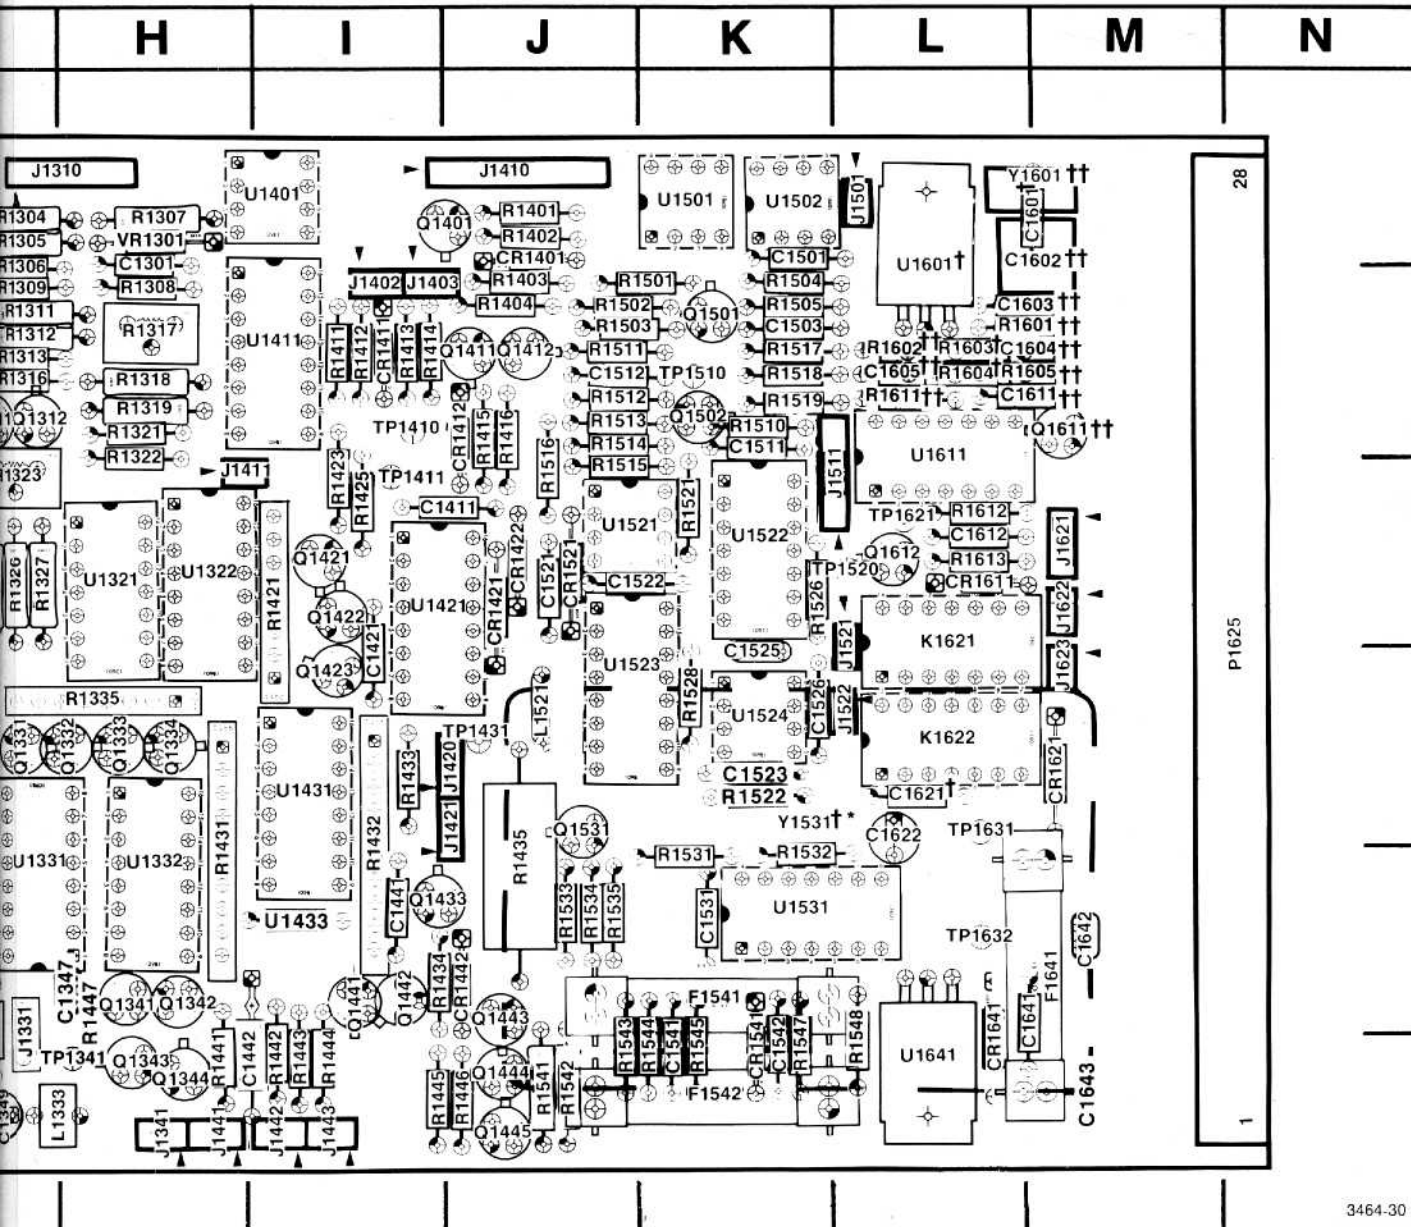 H I J K L M N
J1310 U1401 J1410 U1501 U1502 J1501 Y1601†† C1601
R1304 R1307 Q1401 R1401
R1305 VR1301 R1402
R1306 C1301 CR1401 C1501 U1601† C1602††
R1309 R1308 J1402 J1403 R1403 R1501 R1504
R1311 R1404 R1502 Q1501 R1505 C1603††
R1312 R1317 U1411 R1411 R1412 CR1411 R1413 R1414 R1503 C1503 R1601††
R1313 Q1411 Q1412 R1511 R1517 R1602†† R1603† C1604††
R1316 R1318 C1512 TP1510 R1518 C1605†† R1604† R1605††
R1319 R1512 Q1502 R1519 R1611†† C1611††
Q1312 R1321 TP1410 CR1412 R1415 R1416 R1513 R1510 Q1611††
R1322 R1514 C1511 U1611
R1323 J1411 R1423 R1425 TP1411 R1516 R1515 J1511
C1411 U1521 R1521 U1522 TP1621 R1612
R1326 R1327 U1321 U1322 R1421 Q1421 CR1422 C1521 CR1521 C1612 J1621
Q1612 R1613
TP1520 CR1611
Q1422 C1421 U1421 CR1421 C1522 R1526 J1622
C1525 J1521 K1621
Q1423 U1523 J1623 P1625
R1335 L1521 R1528 U1524 C1526 J1522
Q1331 Q1332 Q1333 Q1334 TP1431 K1622
R1433 J1420 C1523 CR1621
U1431 R1522 C1621†
R1431 R1432 J1421 R1435 Q1531 Y1531†* C1622 TP1631
U1331 U1332 R1531 R1532
C1441 Q1433 R1533 R1534 R1535 C1531 U1531
U1433 TP1632 C1642
C1347 R1447 R1434 CR1442 F1641
Q1341 Q1342 Q1441 Q1442 F1541
J1331 Q1443 R1543 R1544 C1541 R1545 CR1541 C1542 R1547 R1548 CR1641 C1641
TP1341 Q1343 R1441 C1442 R1442 R1443 R1444 U1641
Q1344 R1445 R1446 Q1444 R1541 R1542 F1542 C1643
C1349 L1333
J1341 J1441 J1442 J1443 Q1445
28
1
3464-30